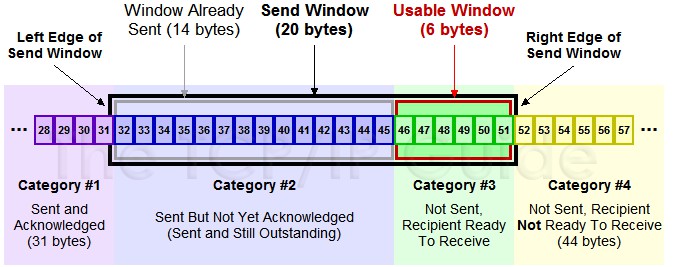 Window Already
Sent (14 bytes)
Send Window
(20 bytes)
Usable Window
(6 bytes)
Left Edge of
Send Window
Right Edge of
Send Window
... 28 29 30 31 32 33 34 35 36 37 38 39 40 41 42 43 44 45 46 47 48 49 50 51 52 53 54 55 56 57 ...
The TCP/IP Guide
Category #1
Sent and
Acknowledged
(31 bytes)
Category #2
Sent But Not Yet Acknowledged
(Sent and Still Outstanding)
Category #3
Not Sent,
Recipient Ready
To Receive
Category #4
Not Sent, Recipient
Not Ready To Receive
(44 bytes)